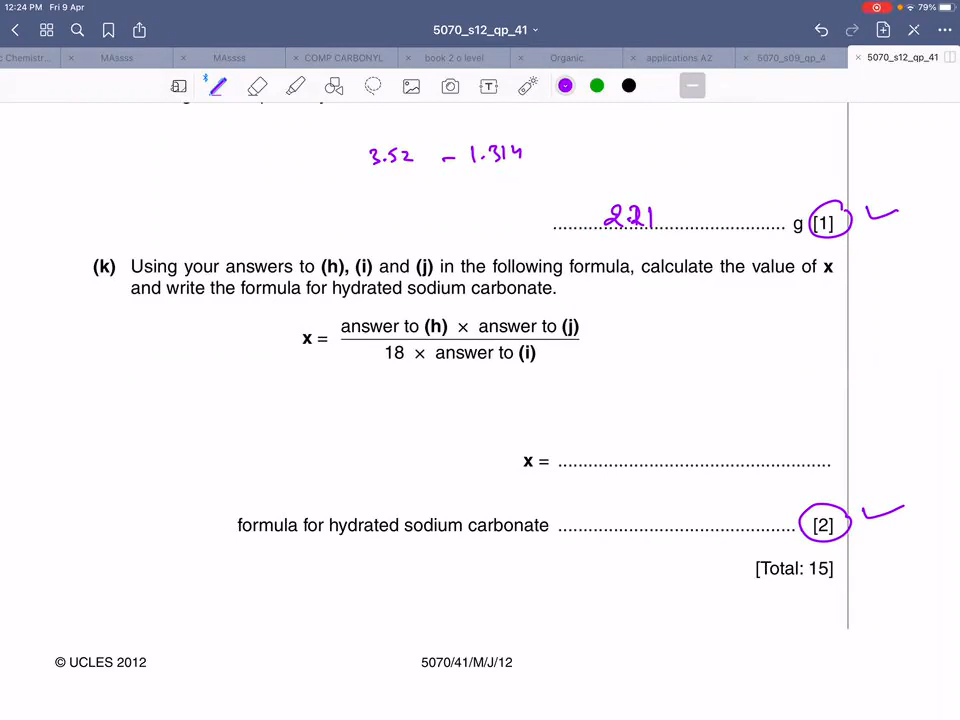 12:24 PM Fri 9 Apr
79%
5070_s12_qp_41
c Chemistr...
MAssss
MAssss
COMP CARBONYL
book 2 o level
Organic.
applications A2
5070_s09_qp_4
5070_s12_qp_41
3.52 - 1.314
2.21 g [1]
(k) Using your answers to (h), (i) and (j) in the following formula, calculate the value of x
and write the formula for hydrated sodium carbonate.
x = answer to (h) × answer to (j)
18 × answer to (i)
x = ......................................................
formula for hydrated sodium carbonate ........................................... [2]
[Total: 15]
© UCLES 2012
5070/41/M/J/12